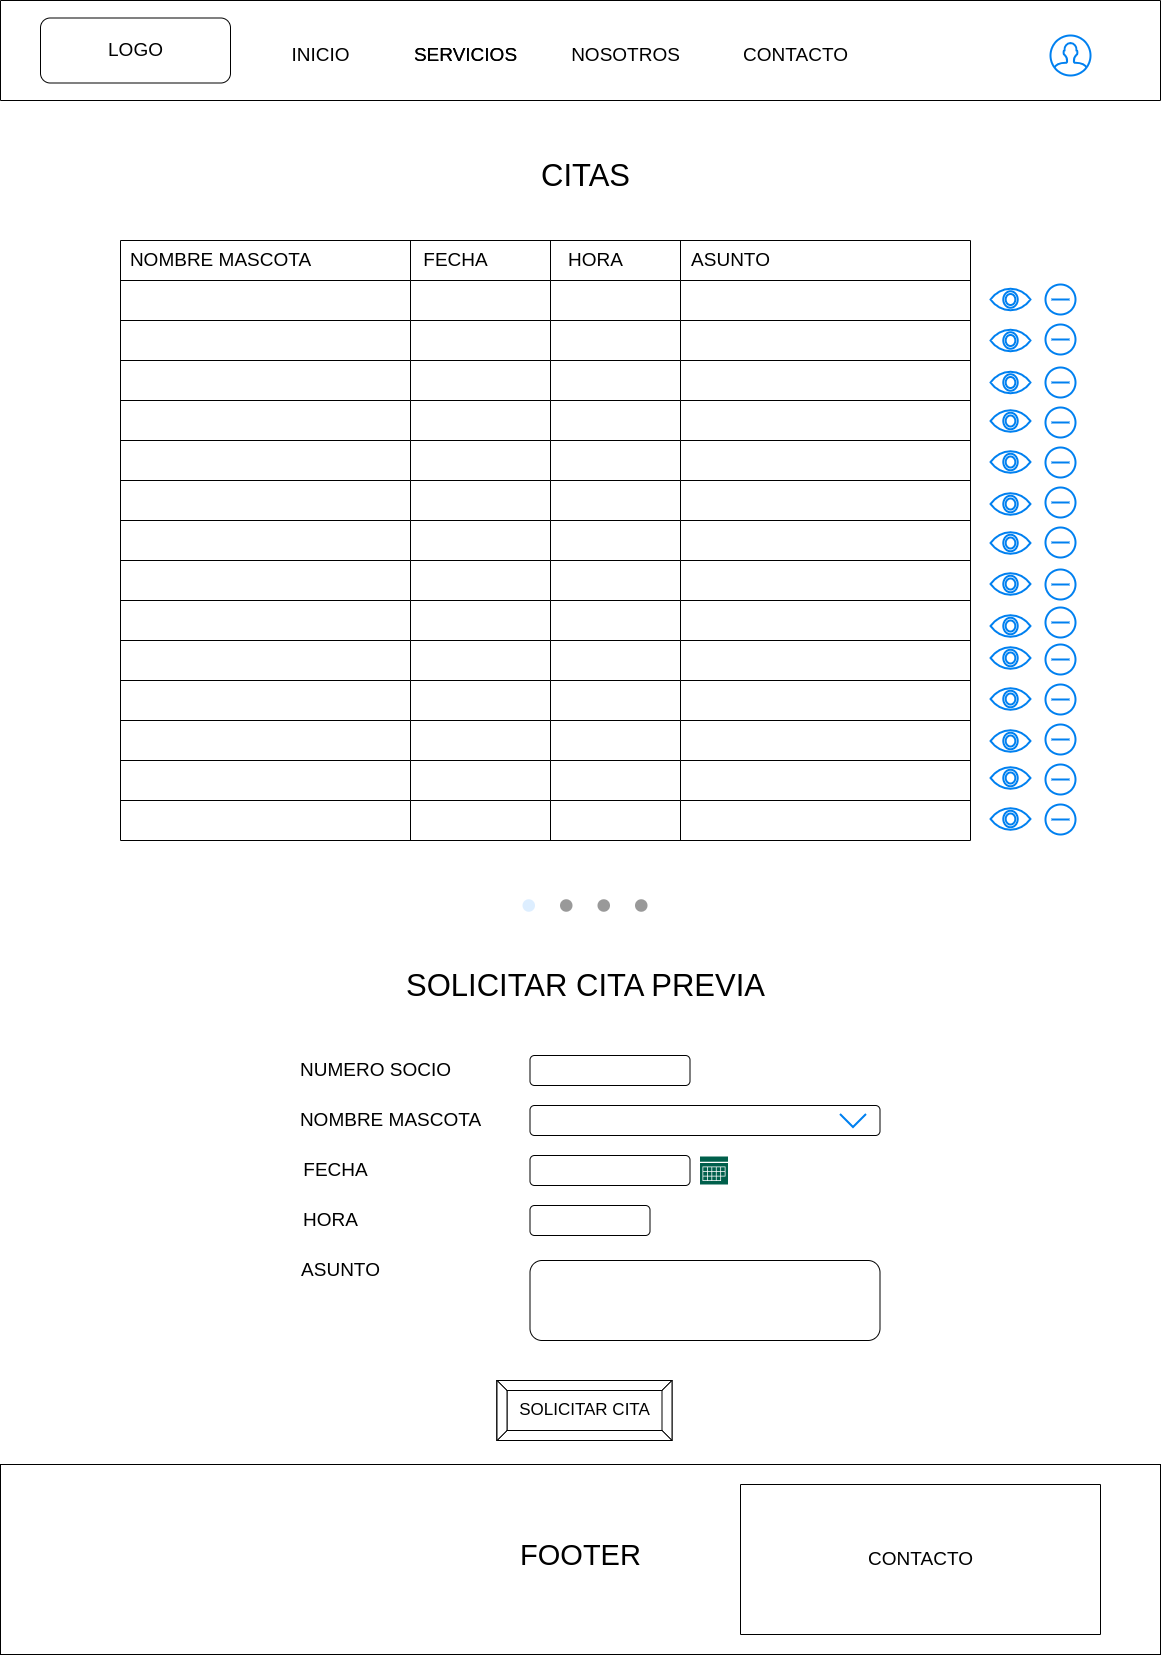 LOGO
INICIO SERVICIOS NOSOTROS CONTACTO
CITAS
NOMBRE MASCOTA FECHA HORA ASUNTO
SOLICITAR CITA PREVIA
NUMERO SOCIO
NOMBRE MASCOTA
FECHA
HORA
ASUNTO
SOLICITAR CITA
FOOTER
CONTACTO